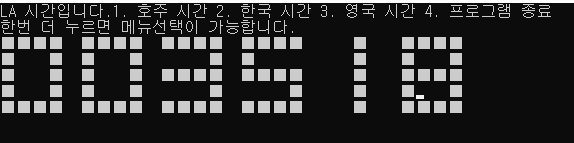 LA 시간입니다.1. 호주 시간 2. 한국 시간 3. 영국 시간 4. 프로그램 종료
한번 더 누르면 메뉴선택이 가능합니다.
003518